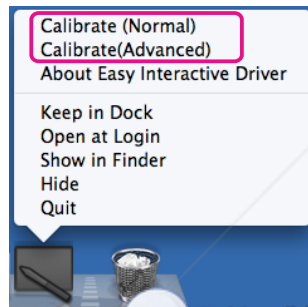 Calibrate (Normal)
Calibrate(Advanced)
About Easy Interactive Driver
Keep in Dock
Open at Login
Show in Finder
Hide
Quit